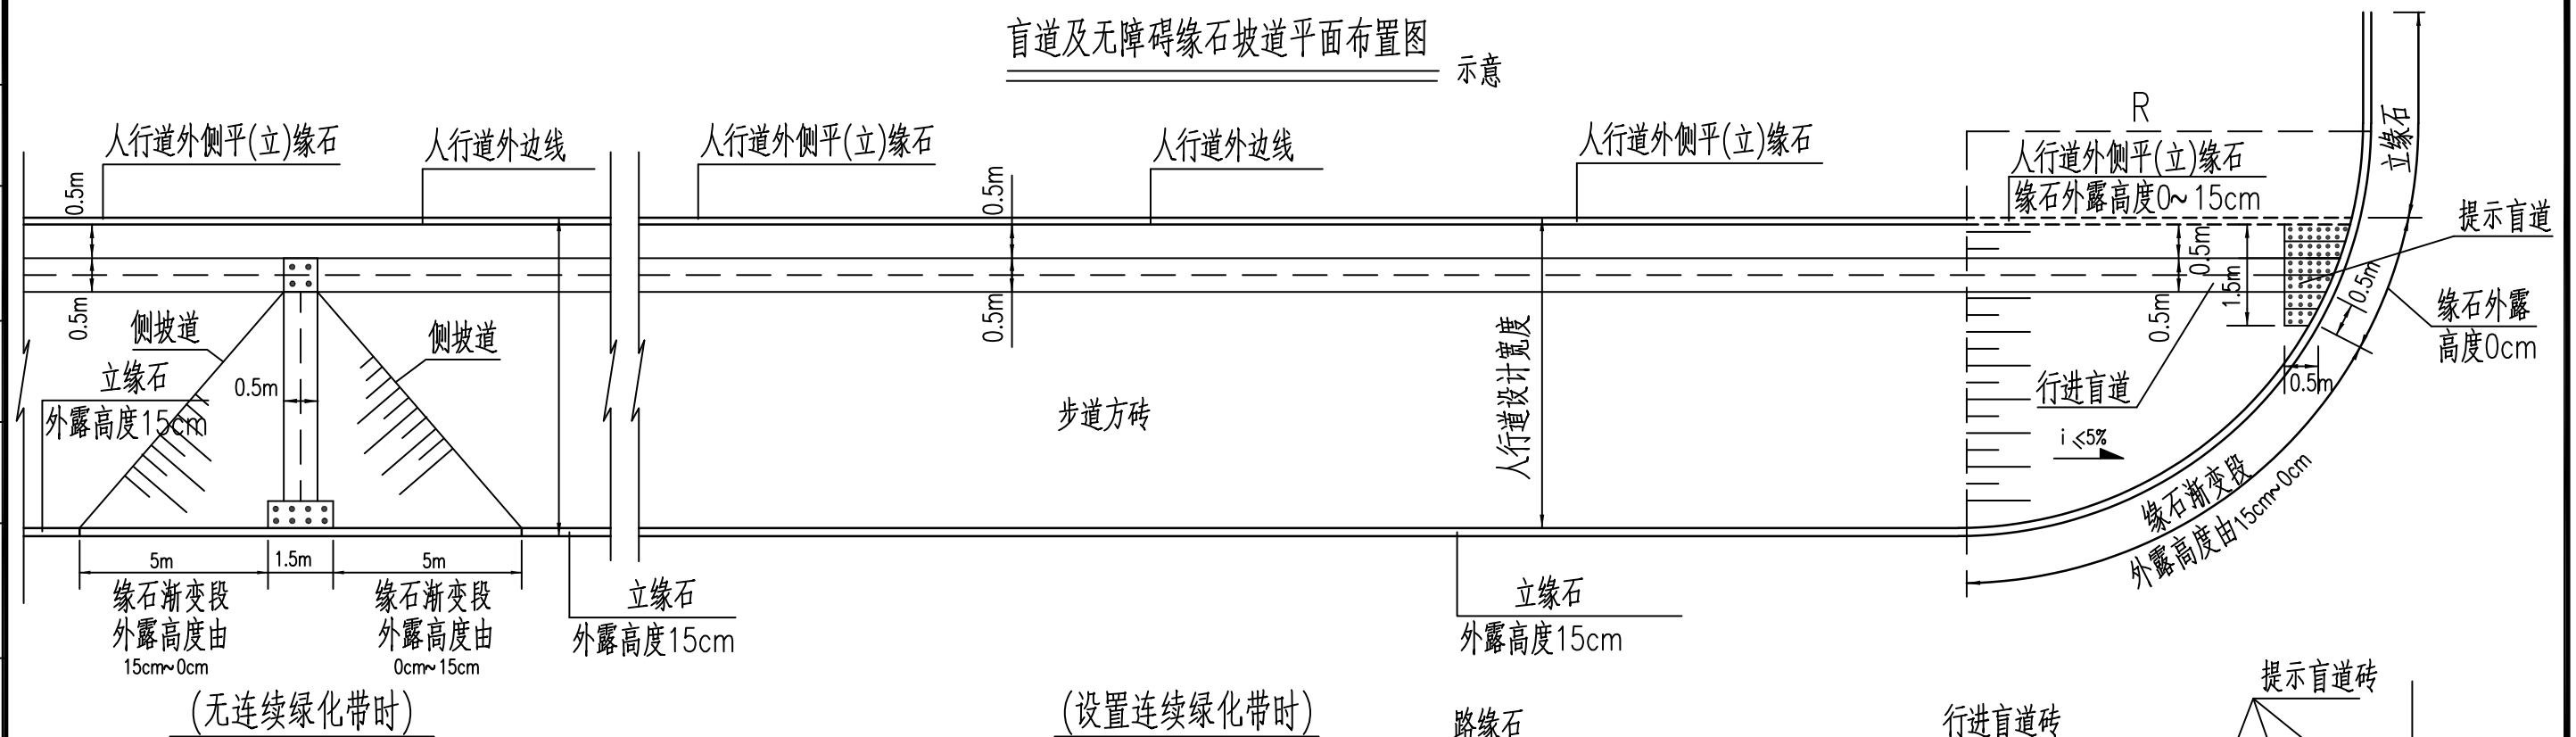 盲道及无障碍缘石坡道平面布置图
示意
人行道外侧平(立)缘石
人行道外边线
人行道外侧平(立)缘石
人行道外边线
人行道外侧平(立)缘石
R
人行道外侧平(立)缘石
缘石外露高度0~15cm
立缘石
提示盲道
0.5m
0.5m
0.5m
0.5m
0.5m
1.5m
0.5m
0.5m
0.5m
缘石外露
高度0cm
侧坡道
侧坡道
立缘石
外露高度15cm
0.5m
步道方砖
人行道设计宽度
行进盲道
i≤5%
缘石渐变段
外露高度由15cm~0cm
5m
1.5m
5m
缘石渐变段
外露高度由
15cm~0cm
缘石渐变段
外露高度由
0cm~15cm
立缘石
外露高度15cm
立缘石
外露高度15cm
(无连续绿化带时)
(设置连续绿化带时)
路缘石
行进盲道砖
提示盲道砖